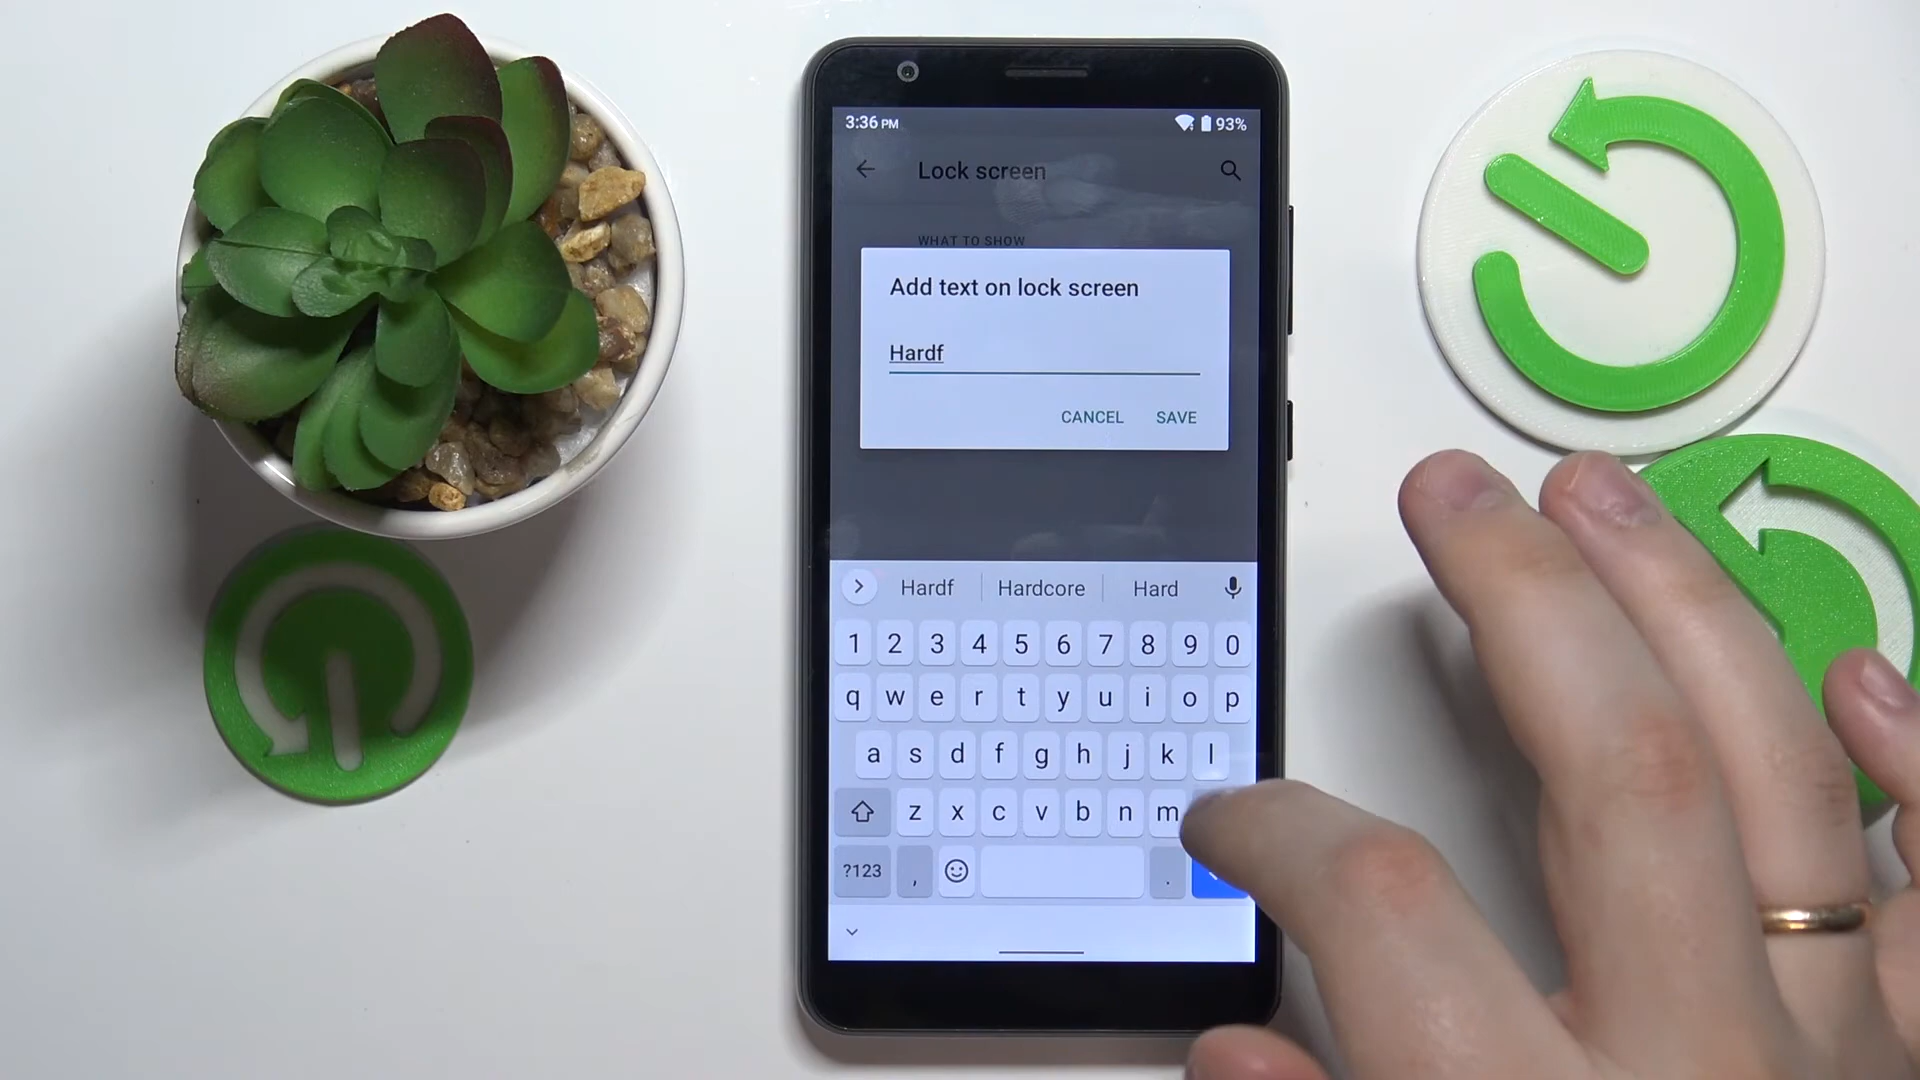 3:36 PM 93%
Lock screen
WHAT TO SHOW
Add text on lock screen
Hardf
CANCEL SAVE
Hardf Hardcore Hard
1 2 3 4 5 6 7 8 9 0
q w e r t y u i o p
a s d f g h j k l
z x c v b n m
?123 , .